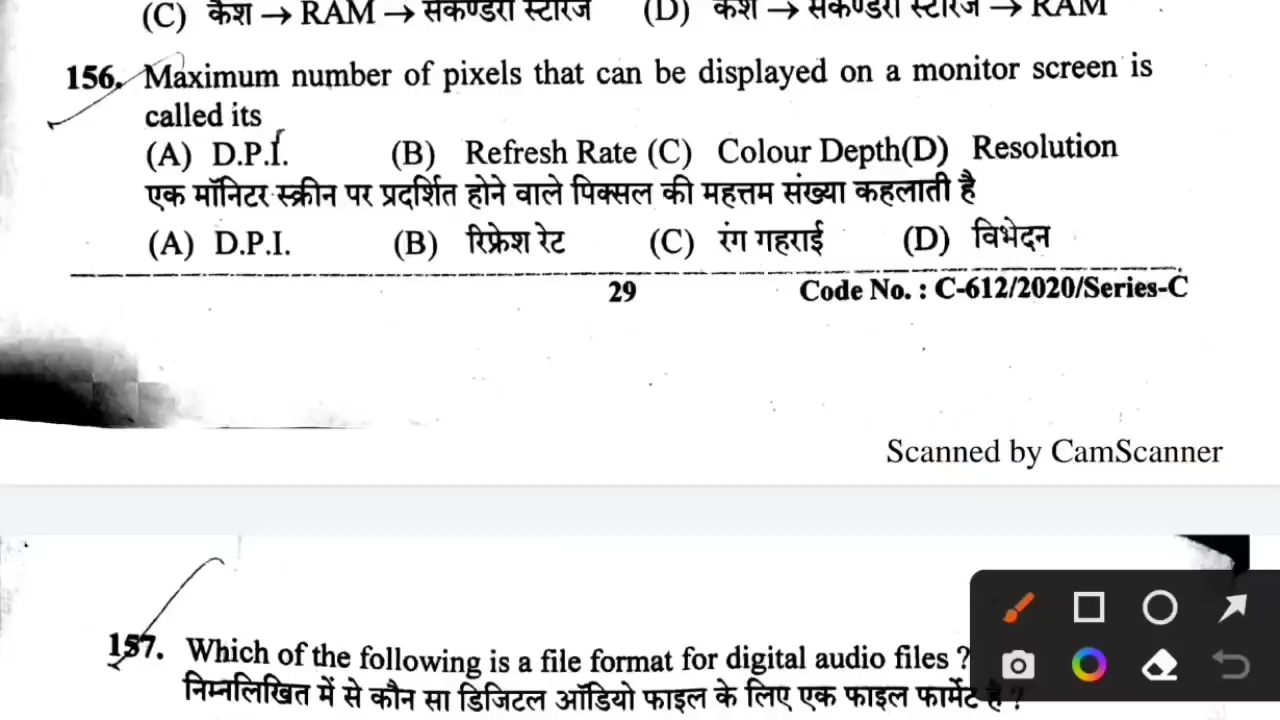 (C) कैश → RAM → सेकेण्डरी स्टोरेज (D) कैश → सेकेण्डरी स्टोरेज → RAM
156. Maximum number of pixels that can be displayed on a monitor screen is
called its
(A) D.P.I. (B) Refresh Rate (C) Colour Depth(D) Resolution
एक मॉनिटर स्क्रीन पर प्रदर्शित होने वाले पिक्सल की महत्तम संख्या कहलाती है
(A) D.P.I. (B) रिफ्रेश रेट (C) रंग गहराई (D) विभेदन
29 Code No. : C-612/2020/Series-C
Scanned by CamScanner
157. Which of the following is a file format for digital audio files ?
निम्नलिखित में से कौन सा डिजिटल ऑडियो फाइल के लिए एक फाइल फार्मेट है ?